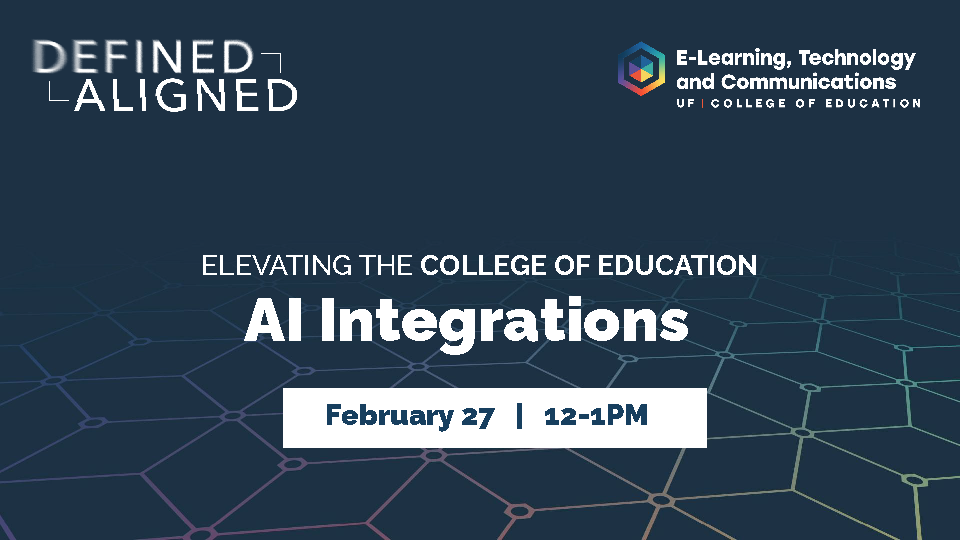 DEFINED
ALIGNED
E-Learning, Technology
and Communications
UF | COLLEGE OF EDUCATION
ELEVATING THE COLLEGE OF EDUCATION
AI Integrations
February 27 | 12-1PM